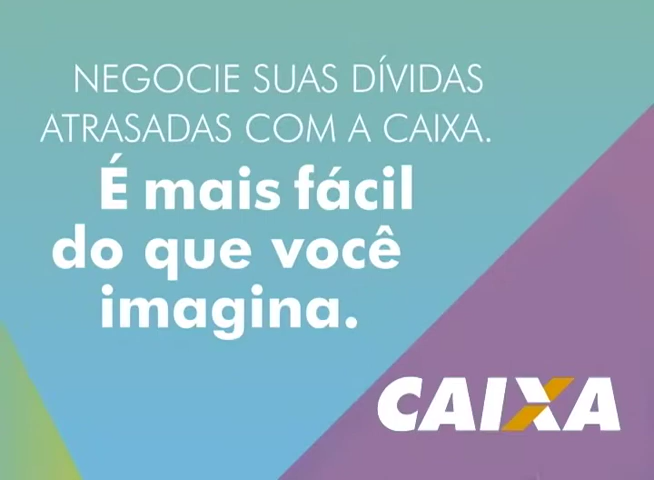 NEGOCIE SUAS DÍVIDAS
ATRASADAS COM A CAIXA.
É mais fácil
do que você
imagina.
CAIXA